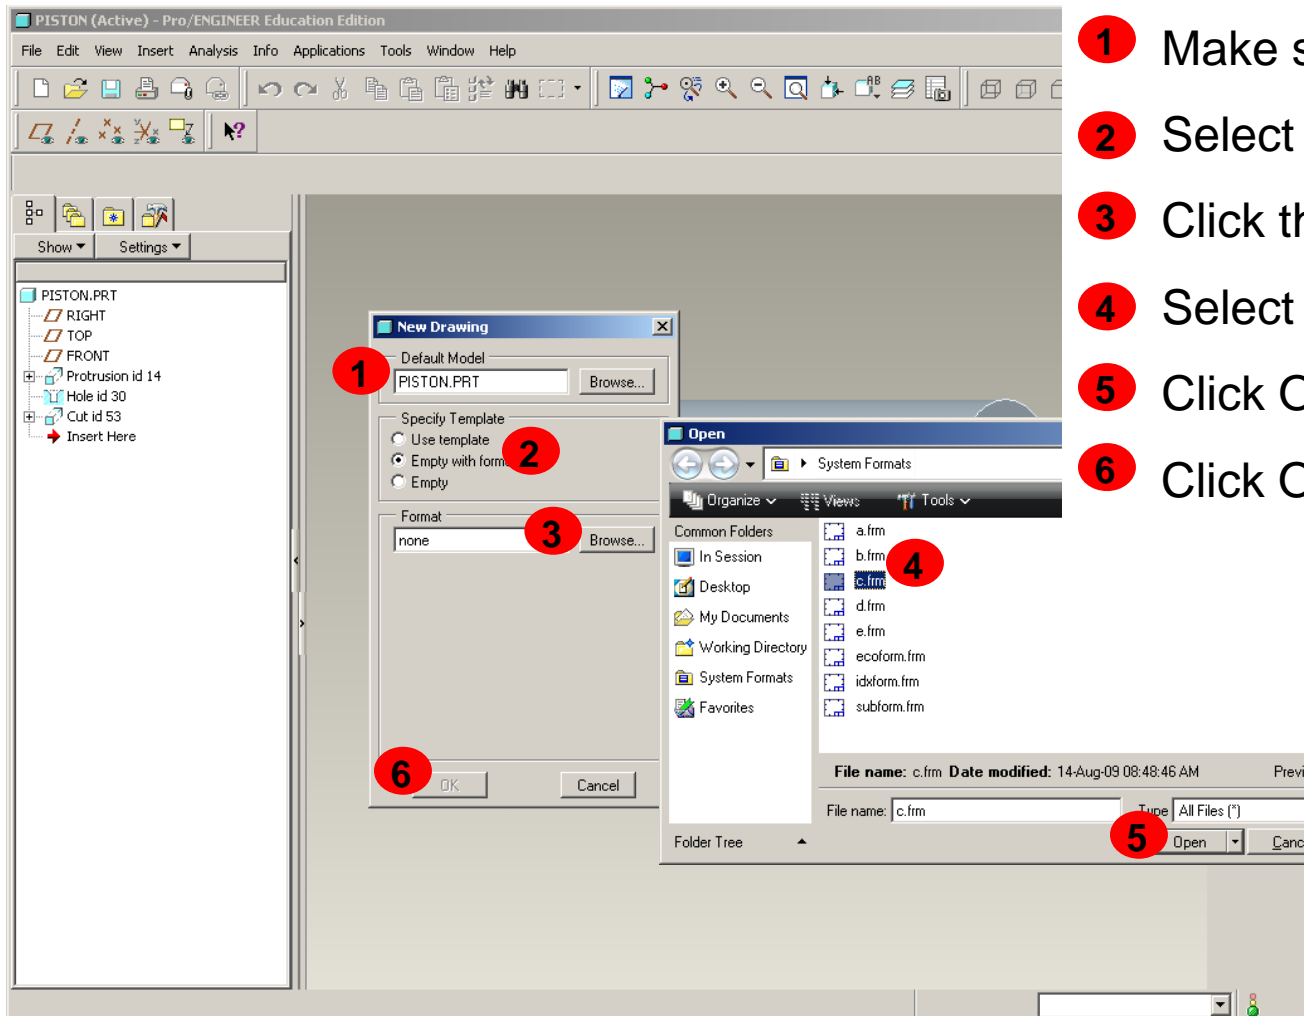 PISTON (Active) - Pro/ENGINEER Education Edition
File Edit View Insert Analysis Info Applications Tools Window Help
Show Settings
PISTON.PRT
RIGHT
TOP
FRONT
Protrusion id 14
Hole id 30
Cut id 53
Insert Here
New Drawing
Default Model
1 PISTON.PRT Browse...
Specify Template
Use template
Empty with form 2
Empty
Format
none 3 Browse...
6 OK Cancel
Open
System Formats
Organize Views Tools
Common Folders
In Session
Desktop
My Documents
Working Directory
System Formats
Favorites
Folder Tree
a.frm
b.frm
c.frm 4
d.frm
e.frm
ecoform.frm
idxform.frm
subform.frm
File name: c.frm Date modified: 14-Aug-09 08:48:46 AM Previ
File name: c.frm Type All Files (*)
5 Open Canc
1 Make s
2 Select
3 Click th
4 Select
5 Click O
6 Click O